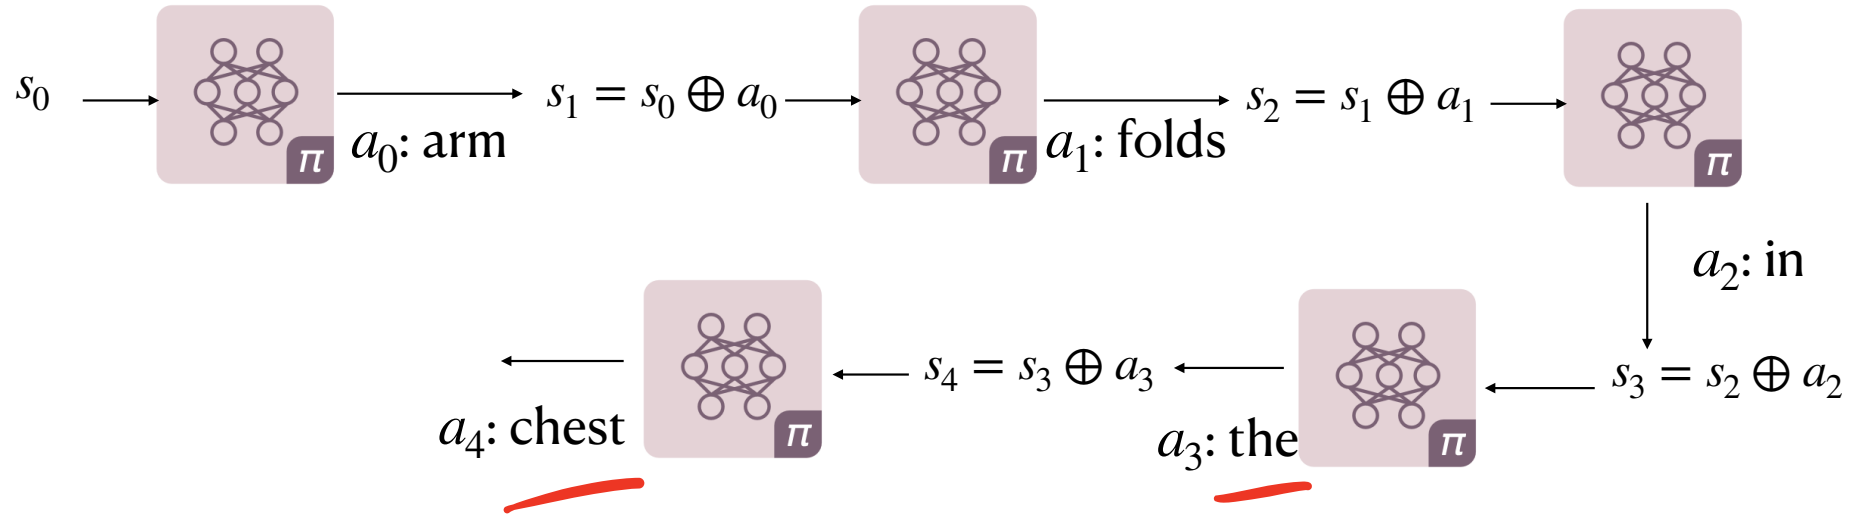 s₀ π a₀: arm s₁ = s₀ ⊕ a₀ π a₁: folds s₂ = s₁ ⊕ a₁ π
a₂: in
s₃ = s₂ ⊕ a₂
π a₃: the
s₄ = s₃ ⊕ a₃
π a₄: chest